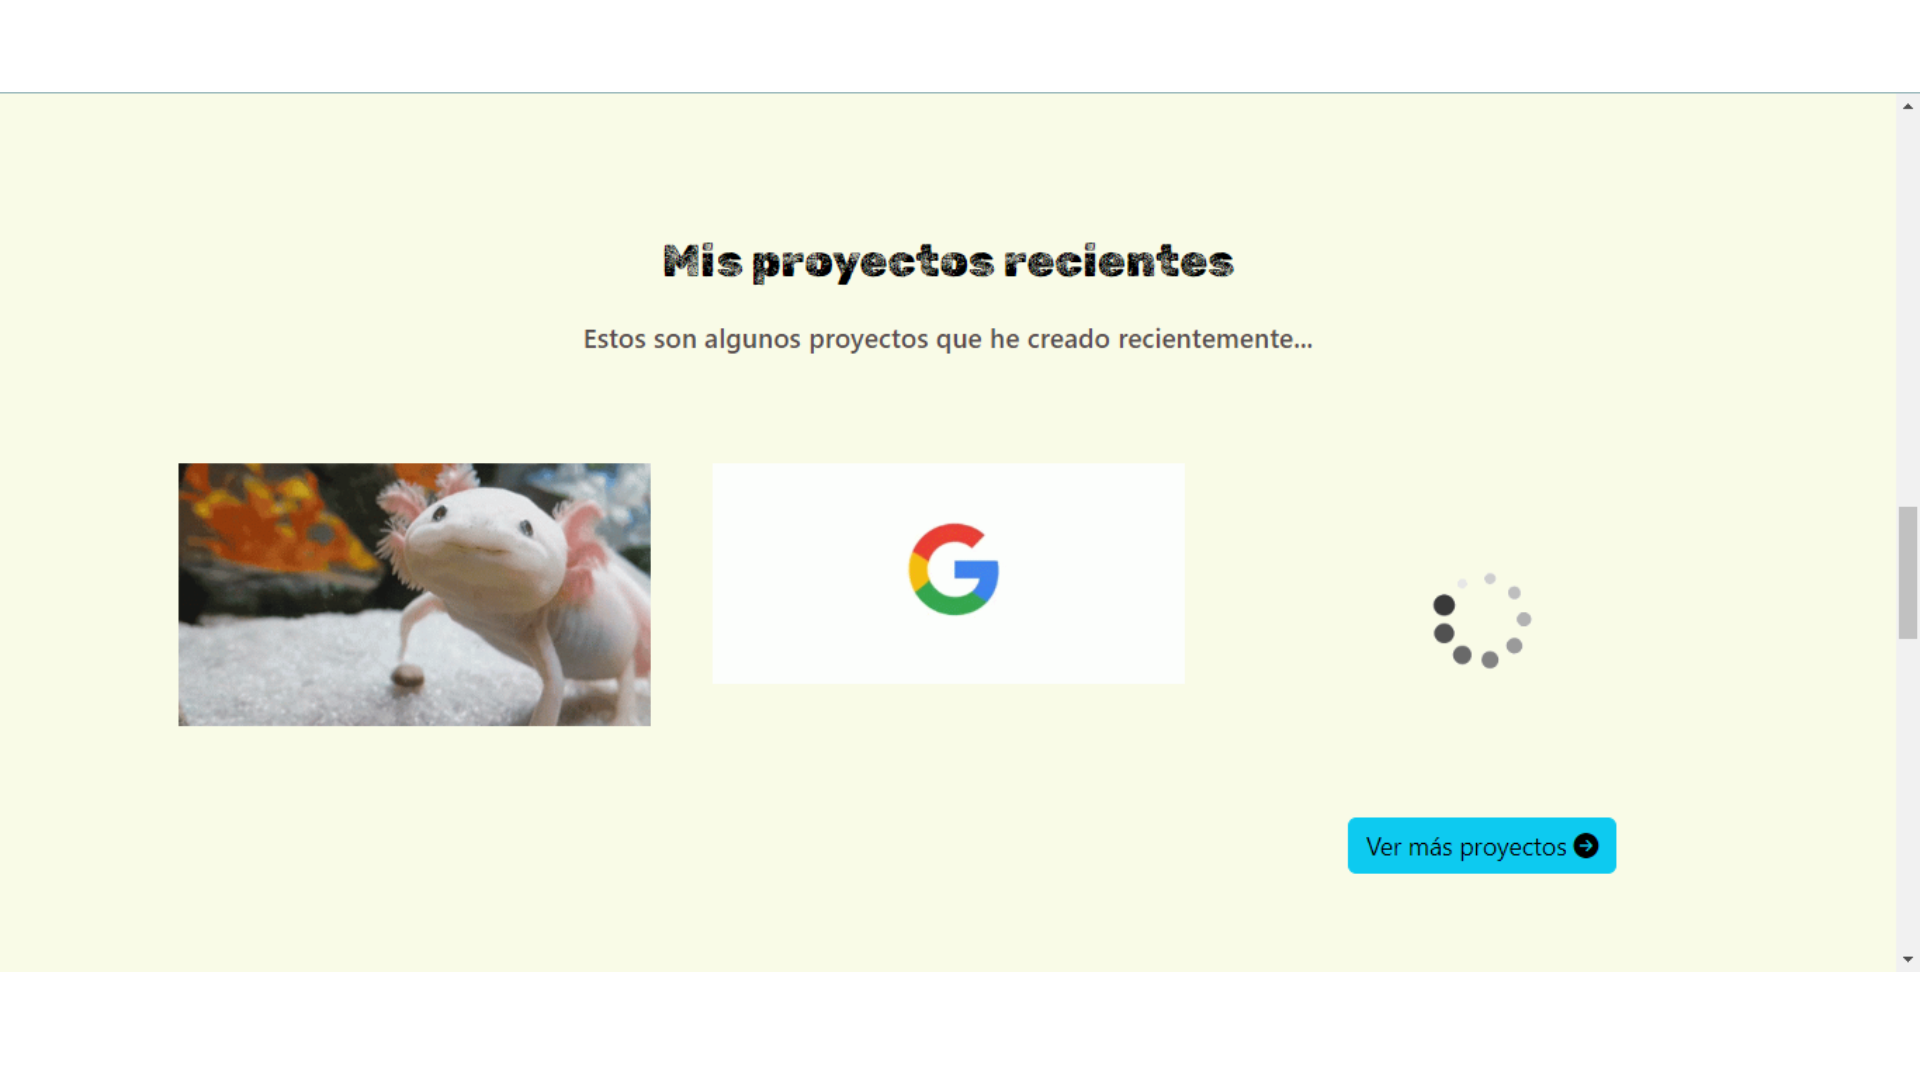 Mis proyectos recientes
Estos son algunos proyectos que he creado recientemente...
G
Ver más proyectos